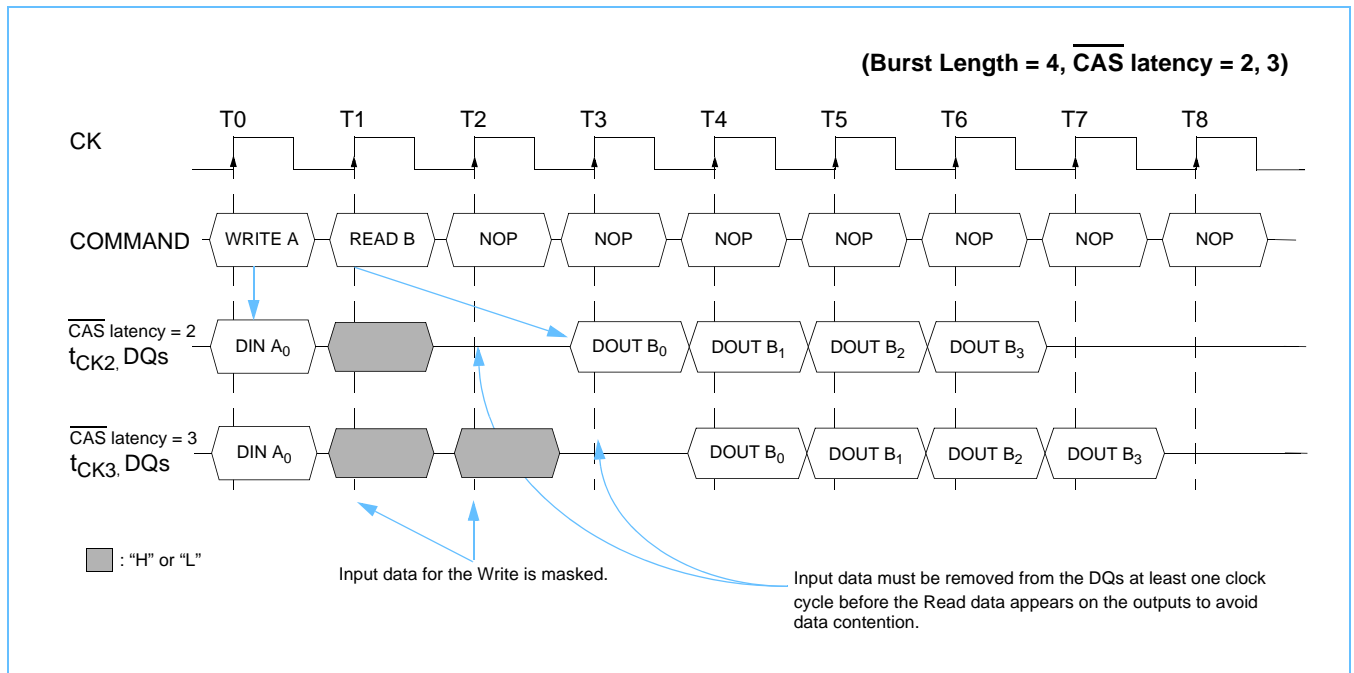 (Burst Length = 4, CAS latency = 2, 3)
T0 T1 T2 T3 T4 T5 T6 T7 T8
CK
COMMAND WRITE A READ B NOP NOP NOP NOP NOP NOP NOP
CAS latency = 2
tCK2, DQs DIN A0 DOUT B0 DOUT B1 DOUT B2 DOUT B3
CAS latency = 3
tCK3, DQs DIN A0 DOUT B0 DOUT B1 DOUT B2 DOUT B3
: “H” or “L”
Input data for the Write is masked.
Input data must be removed from the DQs at least one clock
cycle before the Read data appears on the outputs to avoid
data contention.